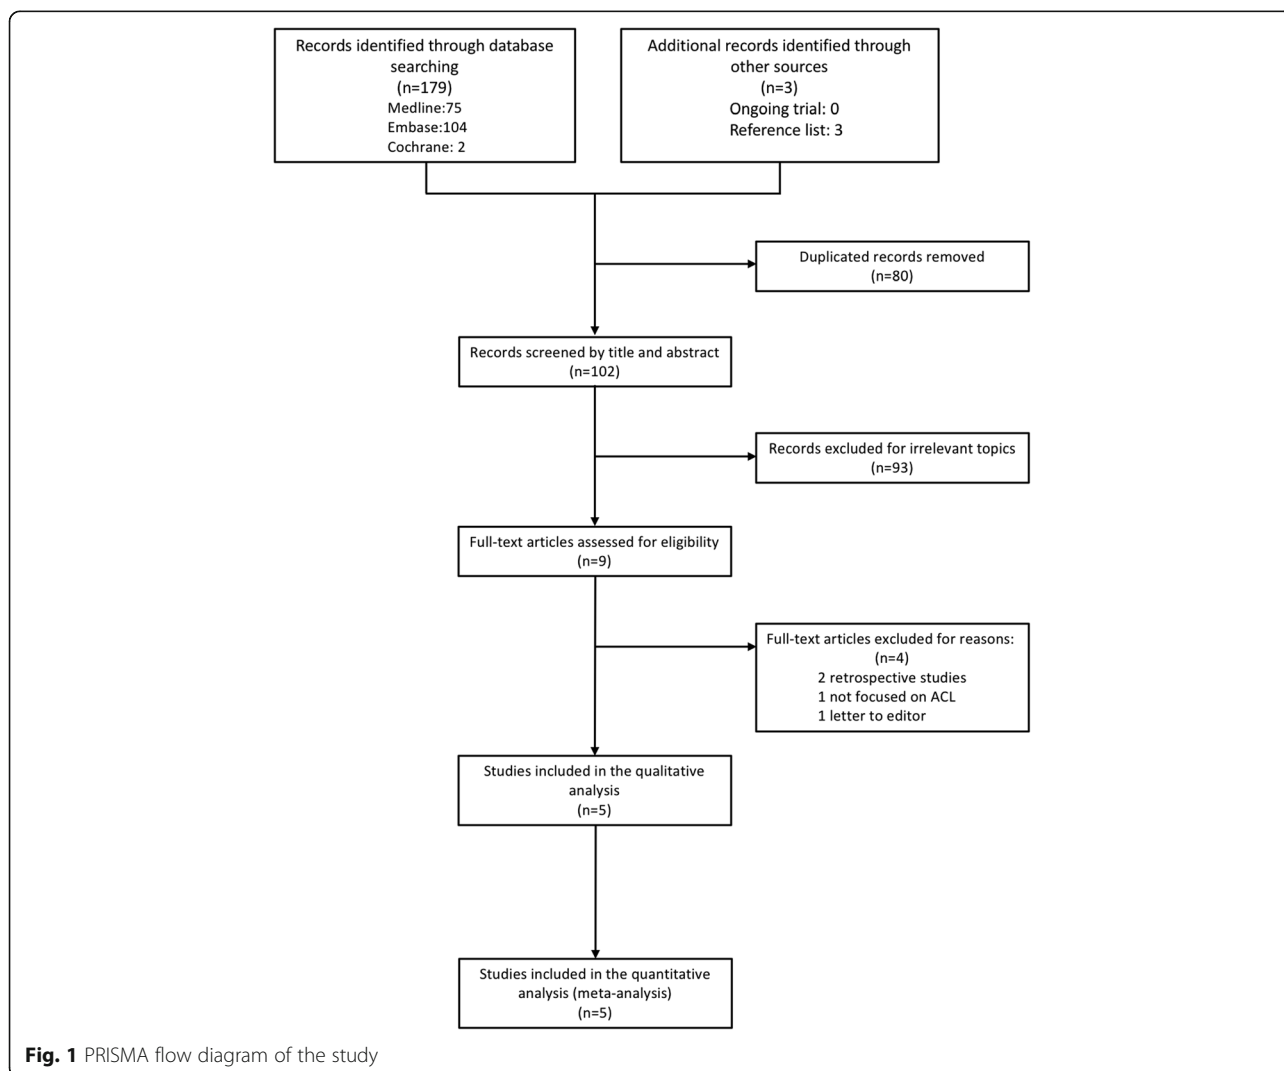 Records identified through database
searching
(n=179)
Medline:75
Embase:104
Cochrane: 2
Additional records identified through
other sources
(n=3)
Ongoing trial: 0
Reference list: 3
Duplicated records removed
(n=80)
Records screened by title and abstract
(n=102)
Records excluded for irrelevant topics
(n=93)
Full-text articles assessed for eligibility
(n=9)
Full-text articles excluded for reasons:
(n=4)
2 retrospective studies
1 not focused on ACL
1 letter to editor
Studies included in the qualitative
analysis
(n=5)
Studies included in the quantitative
analysis (meta-analysis)
(n=5)
Fig. 1 PRISMA flow diagram of the study